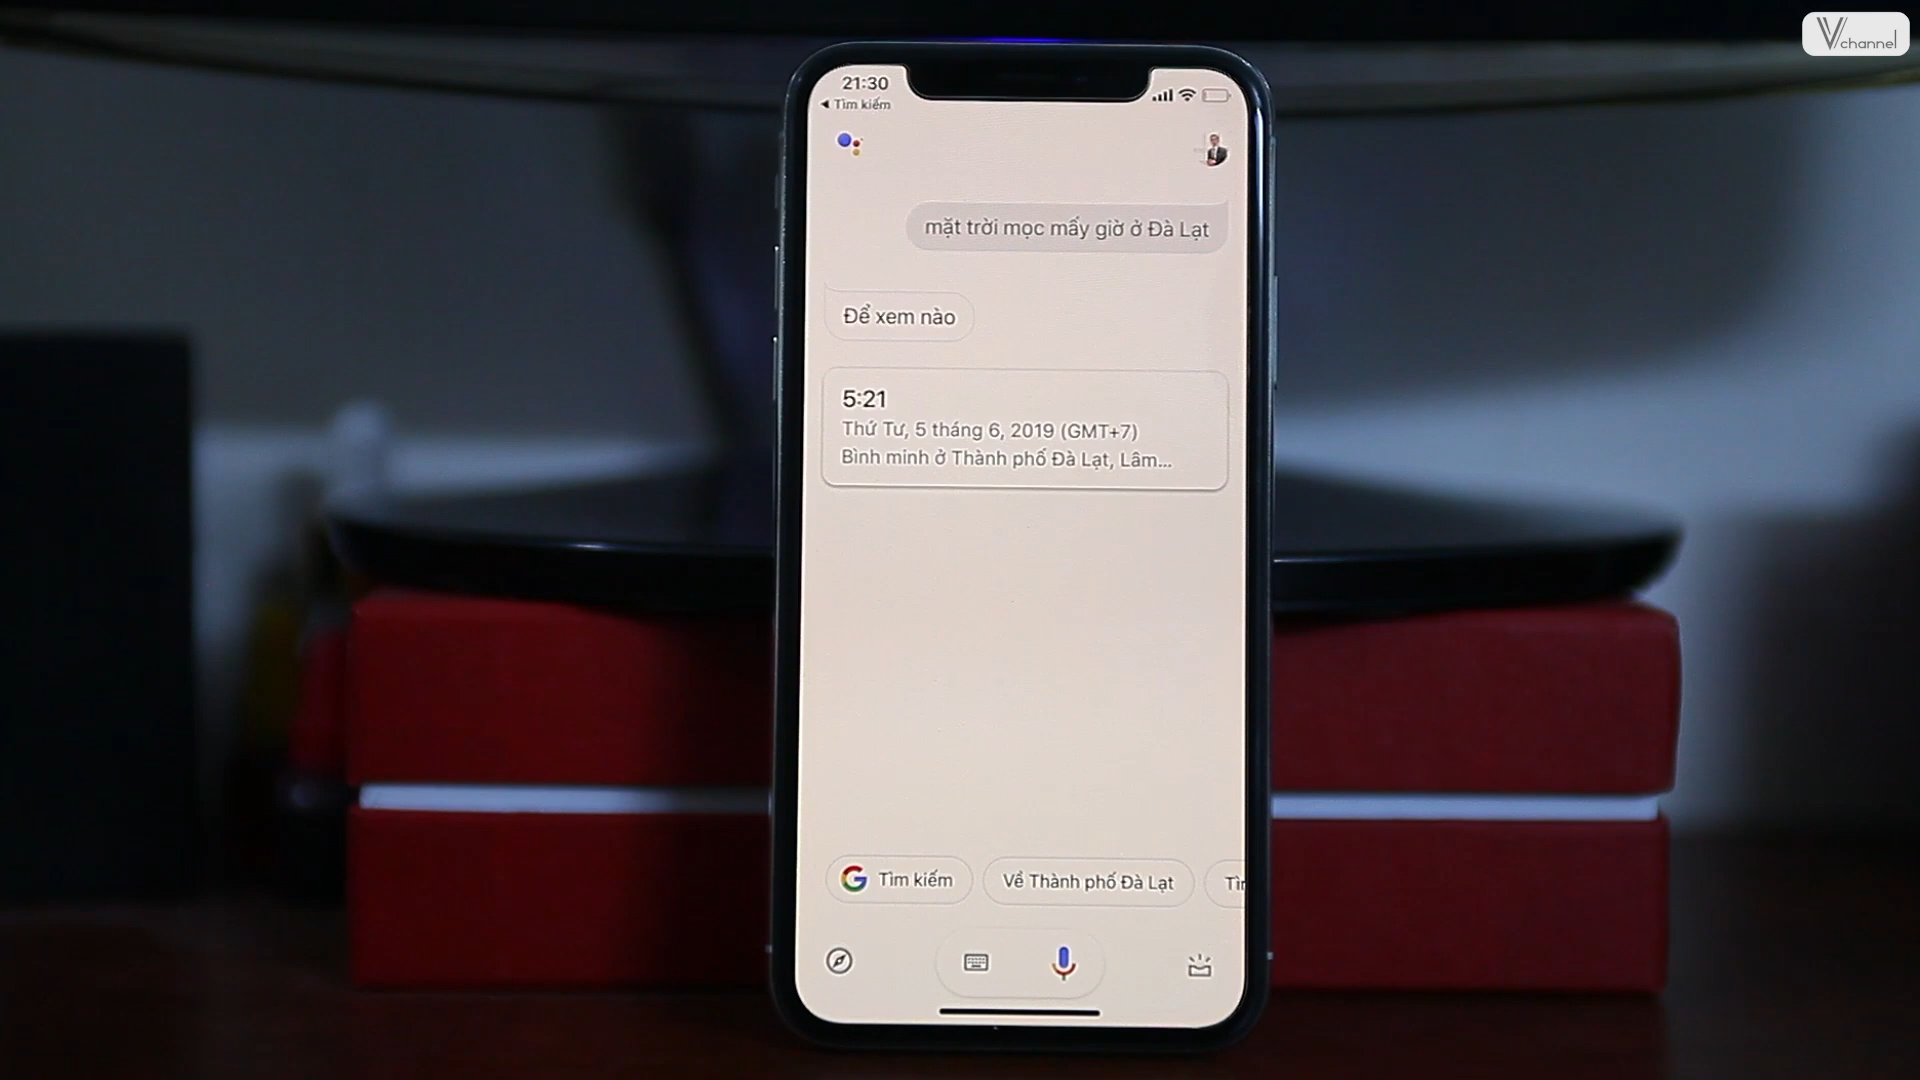 Vchannel
21:30
Tìm kiếm
mặt trời mọc mấy giờ ở Đà Lạt
Để xem nào
5:21
Thứ Tư, 5 tháng 6, 2019 (GMT+7)
Bình minh ở Thành phố Đà Lạt, Lâm...
Tìm kiếm
Về Thành phố Đà Lạt